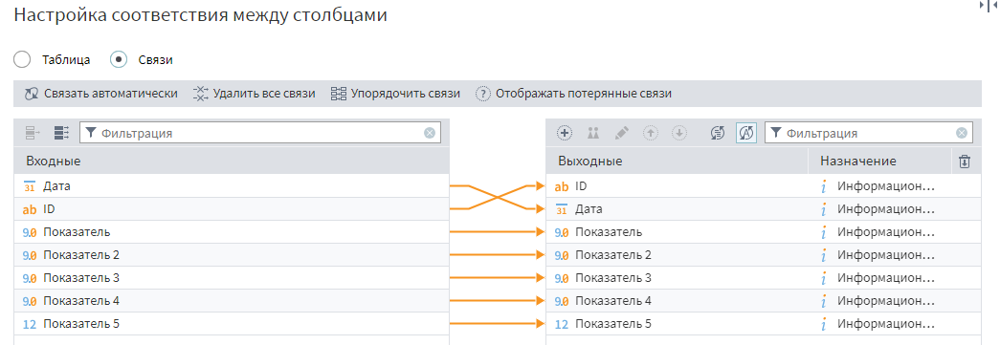 Настройка соответствия между столбцами
Таблица Связи
Связать автоматически Удалить все связи Упорядочить связи ? Отображать потерянные связи
Фильтрация A Фильтрация
Входные Выходные Назначение
31 Дата ab ID i Информацион...
ab ID 31 Дата i Информацион...
9.0 Показатель 9.0 Показатель i Информацион...
9.0 Показатель 2 9.0 Показатель 2 i Информацион...
9.0 Показатель 3 9.0 Показатель 3 i Информацион...
9.0 Показатель 4 9.0 Показатель 4 i Информацион...
12 Показатель 5 12 Показатель 5 i Информацион...